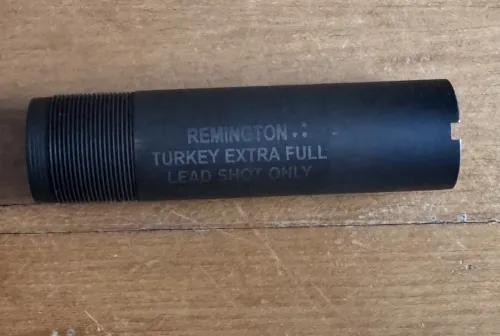 REMINGTON
TURKEY EXTRA FULL
LEAD SHOT ONLY